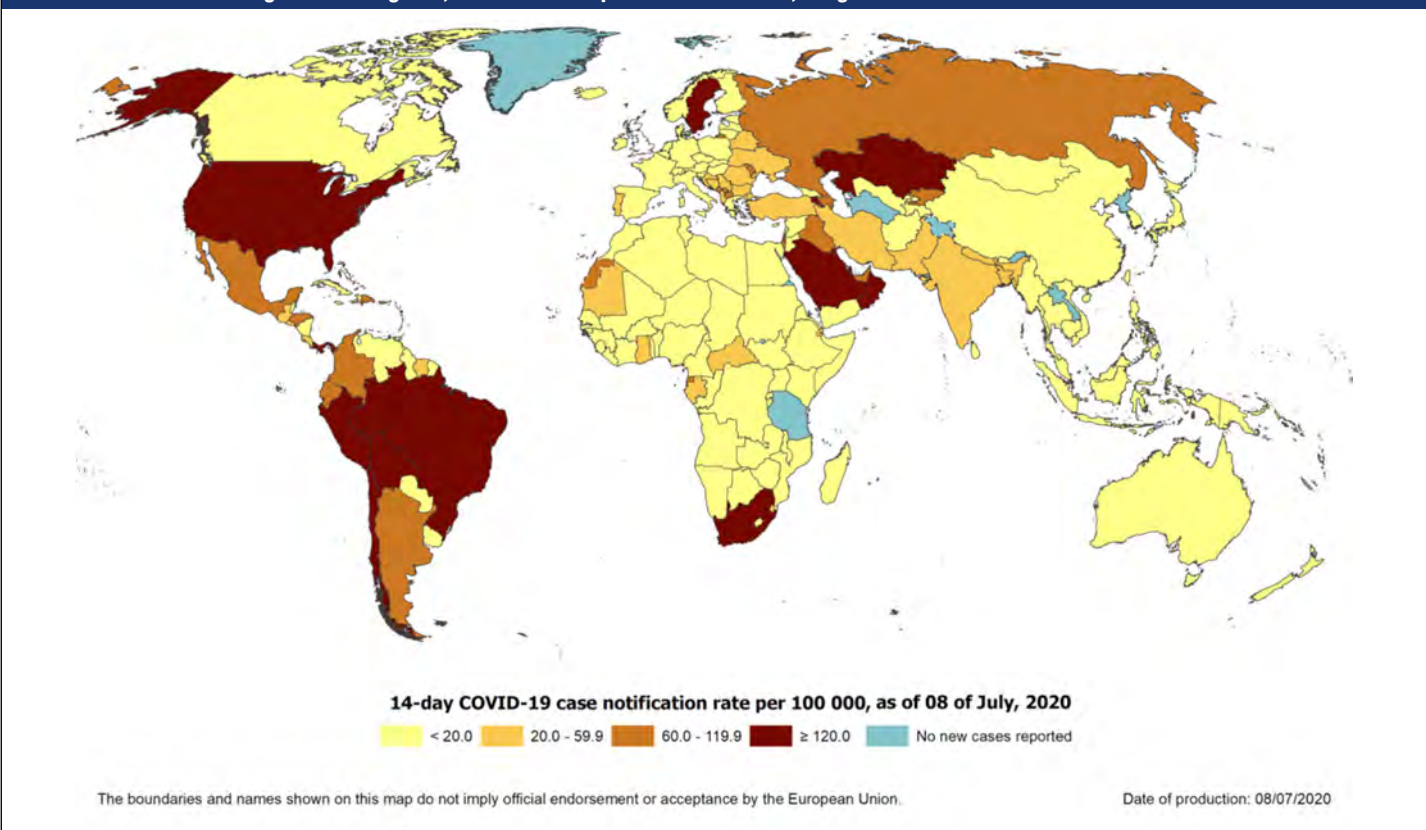 14-day COVID-19 case notification rate per 100 000, as of 08 of July, 2020
< 20.0 20.0 - 59.9 60.0 - 119.9 ≥ 120.0 No new cases reported
The boundaries and names shown on this map do not imply official endorsement or acceptance by the European Union. Date of production: 08/07/2020